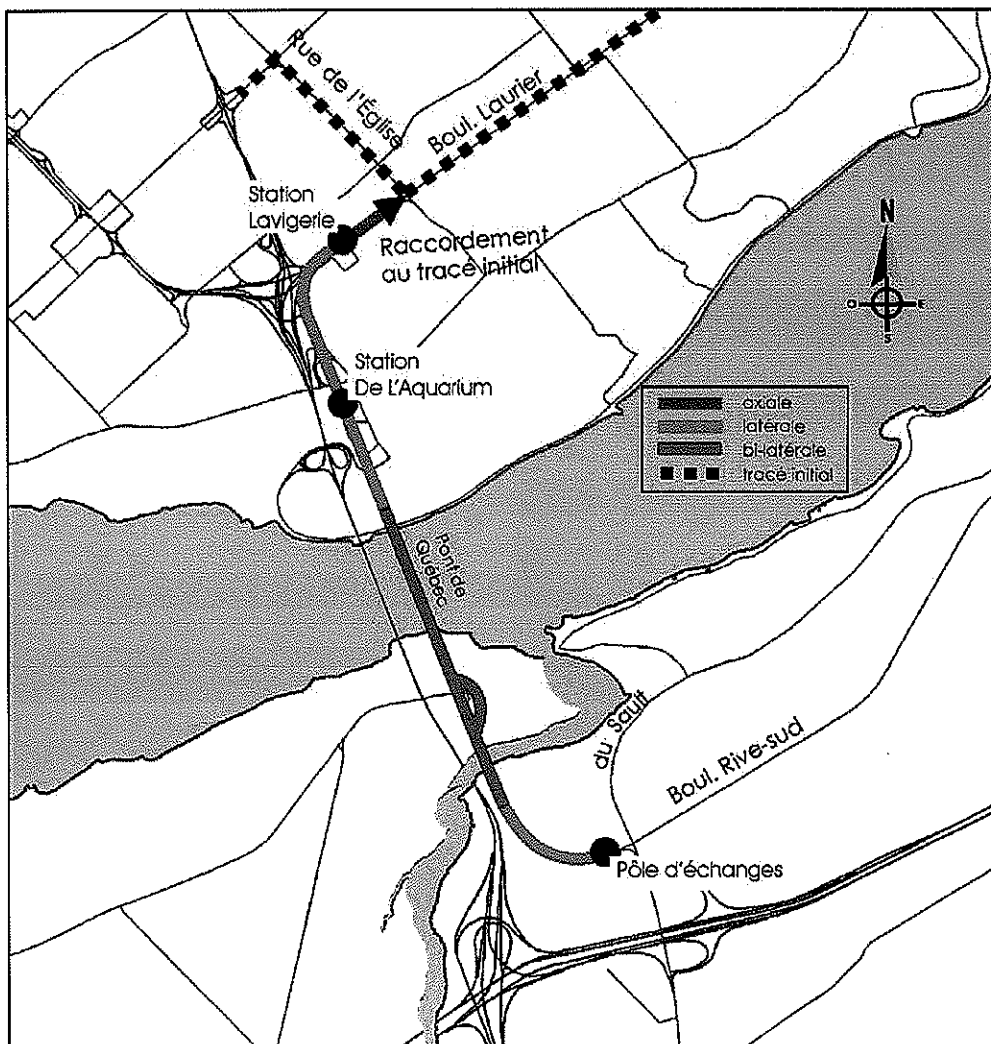 Rue de l'Église
Boul. Laurier
Station
Lavigerie
Raccordement
au tracé initial
N
O
E
S
Station
De L'Aquarium
axiale
latérale
bi-latérale
tracé initial
Pont de
Québec
du Sault
Boul. Rive-sud
Pôle d'échanges